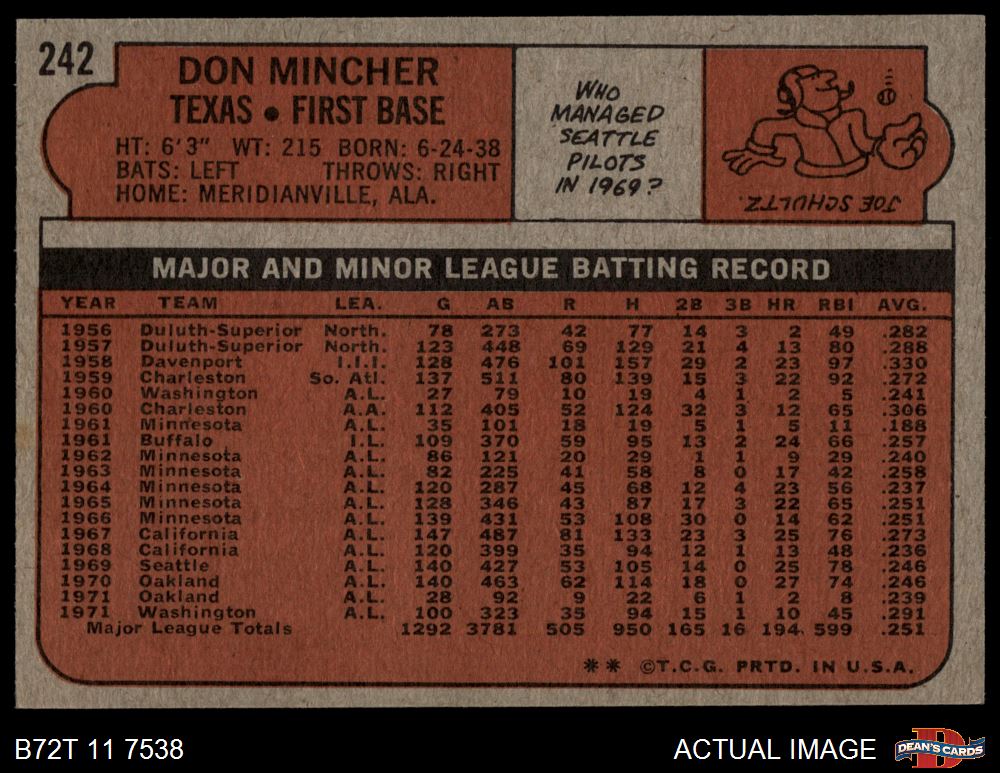 242
DON MINCHER
TEXAS • FIRST BASE
HT: 6'3" WT: 215 BORN: 6-24-38
BATS: LEFT THROWS: RIGHT
HOME: MERIDIANVILLE, ALA.
WHO
MANAGED
SEATTLE
PILOTS
IN 1969?
JOE SCHULTZ.
MAJOR AND MINOR LEAGUE BATTING RECORD
YEAR TEAM LEA. G AB R H 2B 3B HR RBI AVG.
1956 Duluth-Superior North. 78 273 42 77 14 3 2 49 .282
1957 Duluth-Superior North. 123 448 69 129 21 4 13 80 .288
1958 Davenport I.I.I. 128 476 101 157 29 2 23 97 .330
1959 Charleston So. Atl. 137 511 80 139 15 3 22 92 .272
1960 Washington A.L. 27 79 10 19 4 1 2 5 .241
1960 Charleston A.A. 112 405 52 124 32 3 12 65 .306
1961 Minnesota A.L. 35 101 18 19 5 1 5 11 .188
1961 Buffalo I.L. 109 370 59 95 13 2 24 66 .257
1962 Minnesota A.L. 86 121 20 29 1 1 9 29 .240
1963 Minnesota A.L. 82 225 41 58 8 0 17 42 .258
1964 Minnesota A.L. 120 287 45 68 12 4 23 56 .237
1965 Minnesota A.L. 128 346 43 87 17 3 22 65 .251
1966 Minnesota A.L. 139 431 53 108 30 0 14 62 .251
1967 California A.L. 147 487 81 133 23 3 25 76 .273
1968 California A.L. 120 399 35 94 12 1 13 48 .236
1969 Seattle A.L. 140 427 53 105 14 0 25 78 .246
1970 Oakland A.L. 140 463 62 114 18 0 27 74 .246
1971 Oakland A.L. 28 92 9 22 6 1 2 8 .239
1971 Washington A.L. 100 323 35 94 15 1 10 45 .291
Major League Totals 1292 3781 505 950 165 16 194 599 .251
** ©T.C.G. PRTD. IN U.S.A.
B72T 11 7538
ACTUAL IMAGE
DEAN'S CARDS